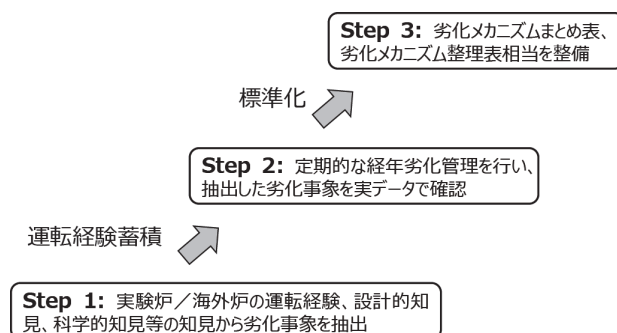 Step 3: 劣化メカニズムまとめ表、
劣化メカニズム整理表相当を整備
標準化
Step 2: 定期的な経年劣化管理を行い、
抽出した劣化事象を実データで確認
運転経験蓄積
Step 1: 実験炉／海外炉の運転経験、設計的知
見、科学的知見等の知見から劣化事象を抽出